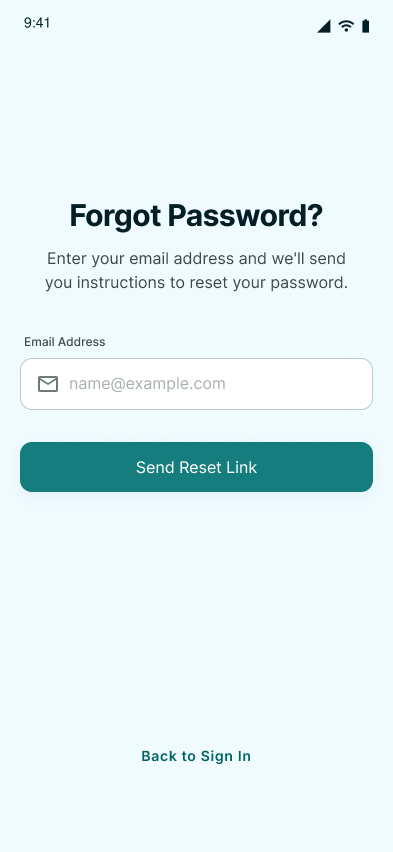 9:41
Forgot Password?
Enter your email address and we'll send
you instructions to reset your password.
Email Address
name@example.com
Send Reset Link
Back to Sign In